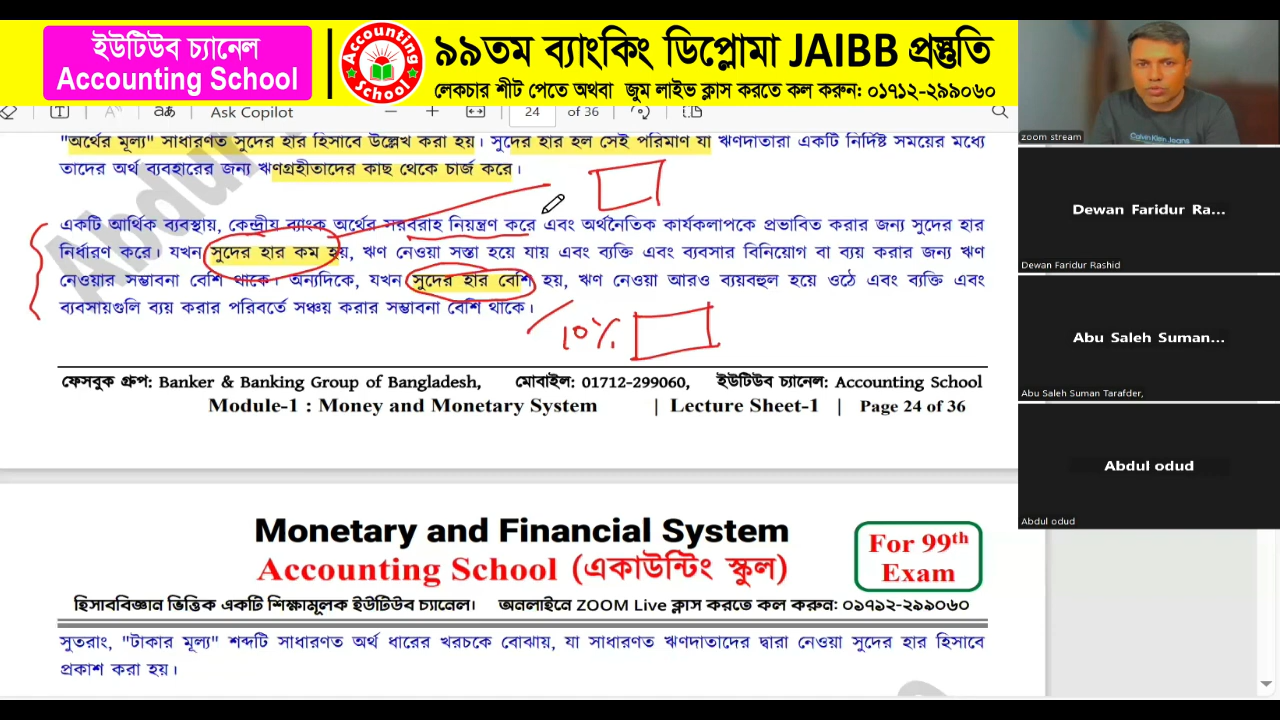 ইউটিউব চ্যানেল
Accounting School
Accounting
School
৯৯তম ব্যাংকিং ডিপ্লোমা JAIBB প্রস্তুতি
লেকচার শীট পেতে অথবা জুম লাইভ ক্লাস করতে কল করুন: ০১৭১২-২৯৯০৬০
Ask Copilot
24 of 36
"অর্থের মূল্য" সাধারণত সুদের হার হিসাবে উল্লেখ করা হয়। সুদের হার হল সেই পরিমাণ যা ঋণদাতারা একটি নির্দিষ্ট সময়ের মধ্যে
তাদের অর্থ ব্যবহারের জন্য ঋণগ্রহীতাদের কাছ থেকে চার্জ করে।
একটি আর্থিক ব্যবস্থায়, কেন্দ্রীয় ব্যাংক অর্থের সরবরাহ নিয়ন্ত্রণ করে এবং অর্থনৈতিক কার্যকলাপকে প্রভাবিত করার জন্য সুদের হার
নির্ধারণ করে। যখন সুদের হার কম হয়, ঋণ নেওয়া সস্তা হয়ে যায় এবং ব্যক্তি এবং ব্যবসার বিনিয়োগ বা ব্যয় করার জন্য ঋণ
নেওয়ার সম্ভাবনা বেশি থাকে। অন্যদিকে, যখন সুদের হার বেশি হয়, ঋণ নেওয়া আরও ব্যয়বহুল হয়ে ওঠে এবং ব্যক্তি এবং
ব্যবসায়গুলি ব্যয় করার পরিবর্তে সঞ্চয় করার সম্ভাবনা বেশি থাকে।
10%
ফেসবুক গ্রুপ: Banker & Banking Group of Bangladesh, মোবাইল: 01712-299060, ইউটিউব চ্যানেল: Accounting School
Module-1 : Money and Monetary System | Lecture Sheet-1 | Page 24 of 36
Monetary and Financial System
Accounting School (একাউন্টিং স্কুল)
For 99th
Exam
হিসাববিজ্ঞান ভিত্তিক একটি শিক্ষামূলক ইউটিউব চ্যানেল। অনলাইনে ZOOM Live ক্লাস করতে কল করুন: ০১৭১২-২৯৯০৬০
সুতরাং, "টাকার মূল্য" শব্দটি সাধারণত অর্থ ধারের খরচকে বোঝায়, যা সাধারণত ঋণদাতাদের দ্বারা নেওয়া সুদের হার হিসাবে
প্রকাশ করা হয়।
Calvin Klein Jeans
zoom stream
Dewan Faridur Ra...
Dewan Faridur Rashid
Abu Saleh Suman...
Abu Saleh Suman Tarafder,
Abdul odud
Abdul odud